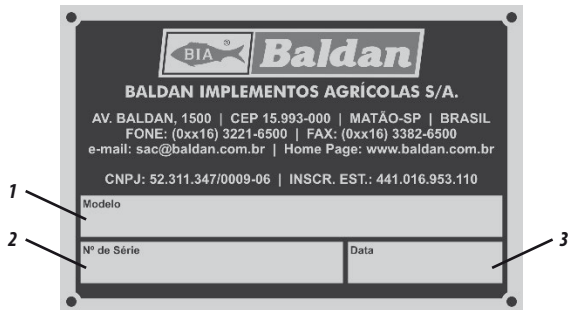 BIA ®
Baldan
BALDAN IMPLEMENTOS AGRÍCOLAS S/A.
AV. BALDAN, 1500 | CEP 15.993-000 | MATÃO-SP | BRASIL
FONE: (0xx16) 3221-6500 | FAX: (0xx16) 3382-6500
e-mail: sac@baldan.com.br | Home Page: www.baldan.com.br
CNPJ: 52.311.347/0009-06 | INSCR. EST.: 441.016.953.110
1
Modelo
2
Nº de Série
Data
3